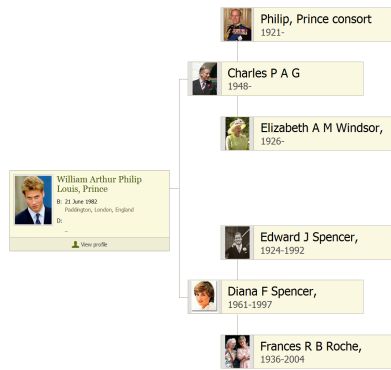 Philip, Prince consort
1921-
Charles P A G
1948-
Elizabeth A M Windsor,
1926-
William Arthur Philip
Louis, Prince
B: 21 June 1982
Paddington, London, England
D:
..
View profile
Edward J Spencer,
1924-1992
Diana F Spencer,
1961-1997
Frances R B Roche,
1936-2004